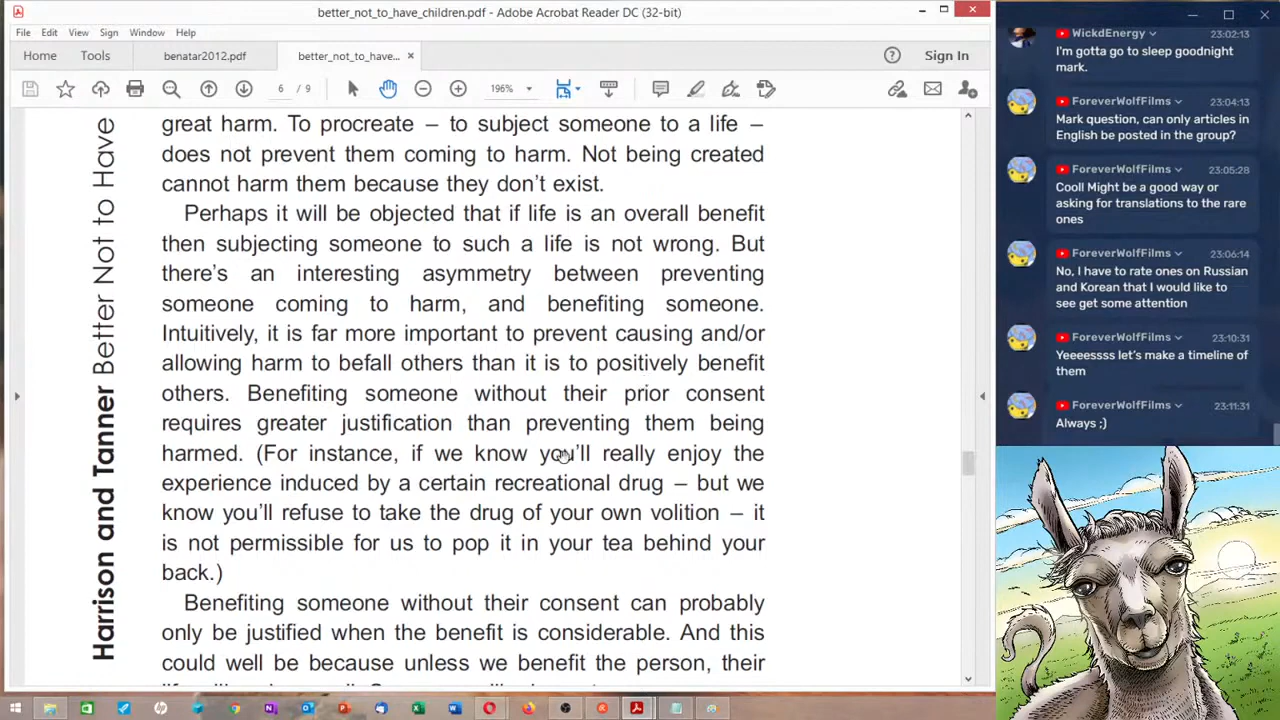 better_not_to_have_children.pdf - Adobe Acrobat Reader DC (32-bit)
File Edit View Sign Window Help
Home Tools benatar2012.pdf better_not_to_have... × Sign In
6 / 9 196%
Harrison and Tanner Better Not to Have
great harm. To procreate – to subject someone to a life –
does not prevent them coming to harm. Not being created
cannot harm them because they don't exist.
Perhaps it will be objected that if life is an overall benefit
then subjecting someone to such a life is not wrong. But
there's an interesting asymmetry between preventing
someone coming to harm, and benefiting someone.
Intuitively, it is far more important to prevent causing and/or
allowing harm to befall others than it is to positively benefit
others. Benefiting someone without their prior consent
requires greater justification than preventing them being
harmed. (For instance, if we know you'll really enjoy the
experience induced by a certain recreational drug – but we
know you'll refuse to take the drug of your own volition – it
is not permissible for us to pop it in your tea behind your
back.)
Benefiting someone without their consent can probably
only be justified when the benefit is considerable. And this
could well be because unless we benefit the person, their
WickdEnergy 23:02:13
I'm gotta go to sleep goodnight
mark.
ForeverWolfFilms 23:04:13
Mark question, can only articles in
English be posted in the group?
ForeverWolfFilms 23:05:28
Cooll Might be a good way or
asking for translations to the rare
ones
ForeverWolfFilms 23:06:14
No, I have to rate ones on Russian
and Korean that I would like to
see get some attention
ForeverWolfFilms 23:10:31
Yeeeessss let's make a timeline of
them
ForeverWolfFilms 23:11:31
Always ;)